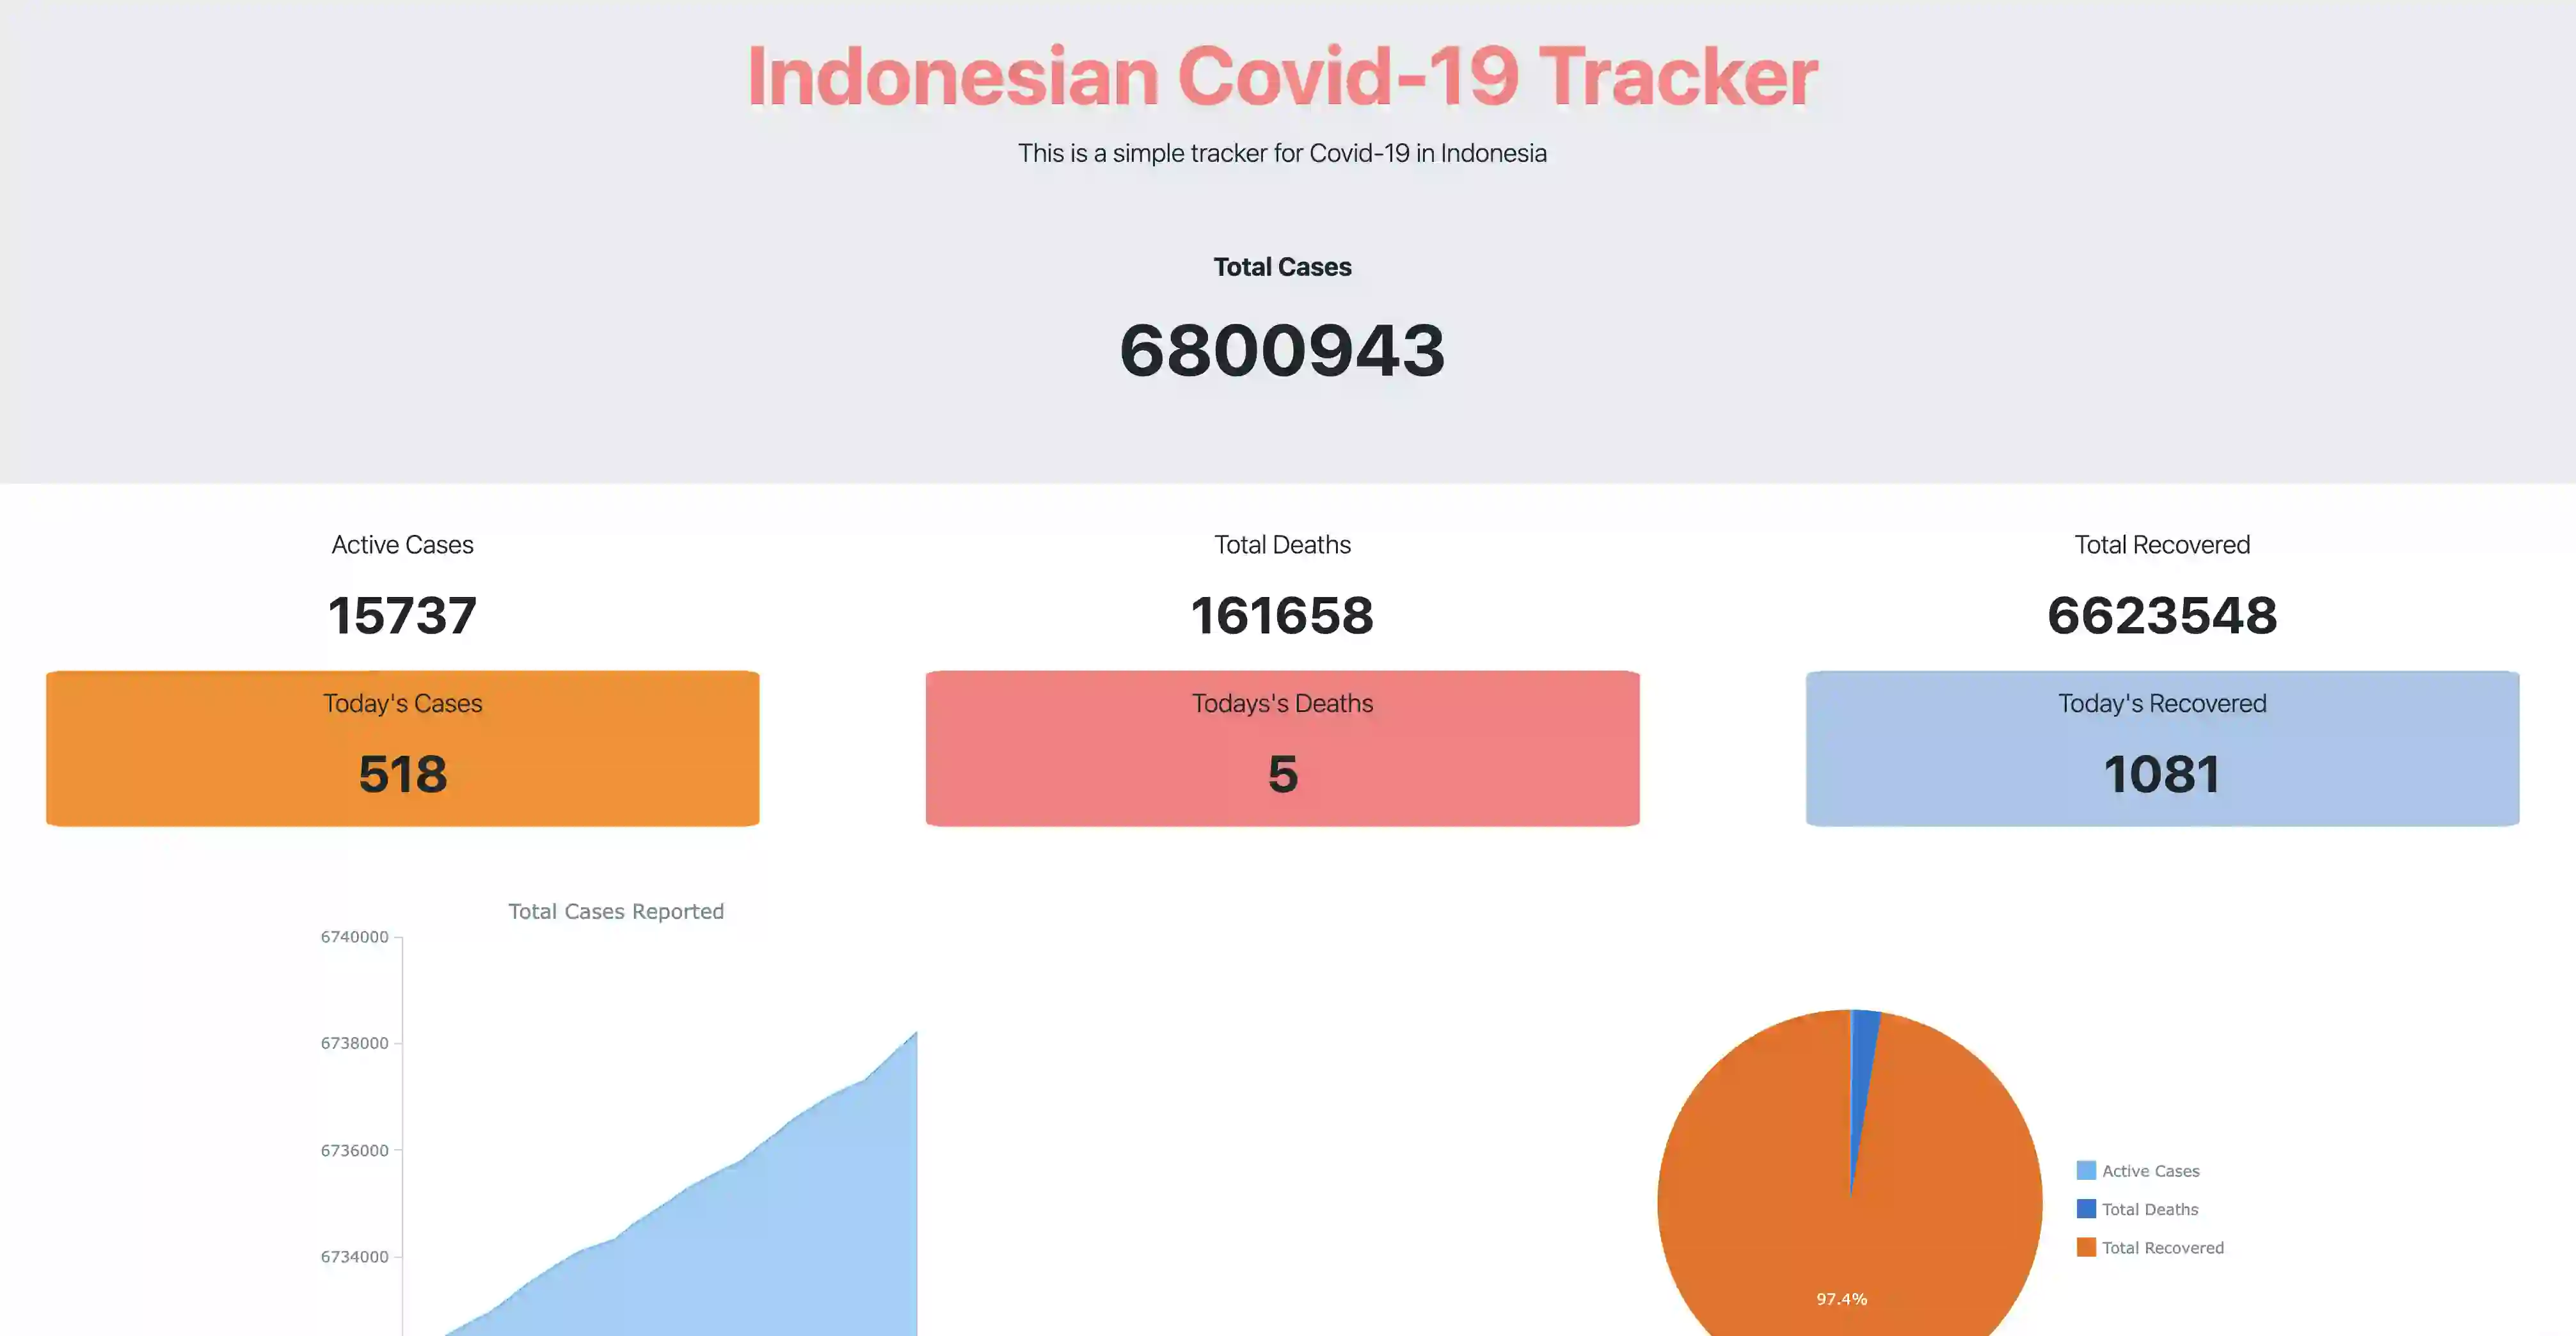 Indonesian Covid-19 Tracker
This is a simple tracker for Covid-19 in Indonesia
Total Cases
6800943
Active Cases
15737
Total Deaths
161658
Total Recovered
6623548
Today's Cases
518
Todays's Deaths
5
Today's Recovered
1081
Total Cases Reported
6740000
6738000
6736000
6734000
Active Cases
Total Deaths
Total Recovered
97.4%